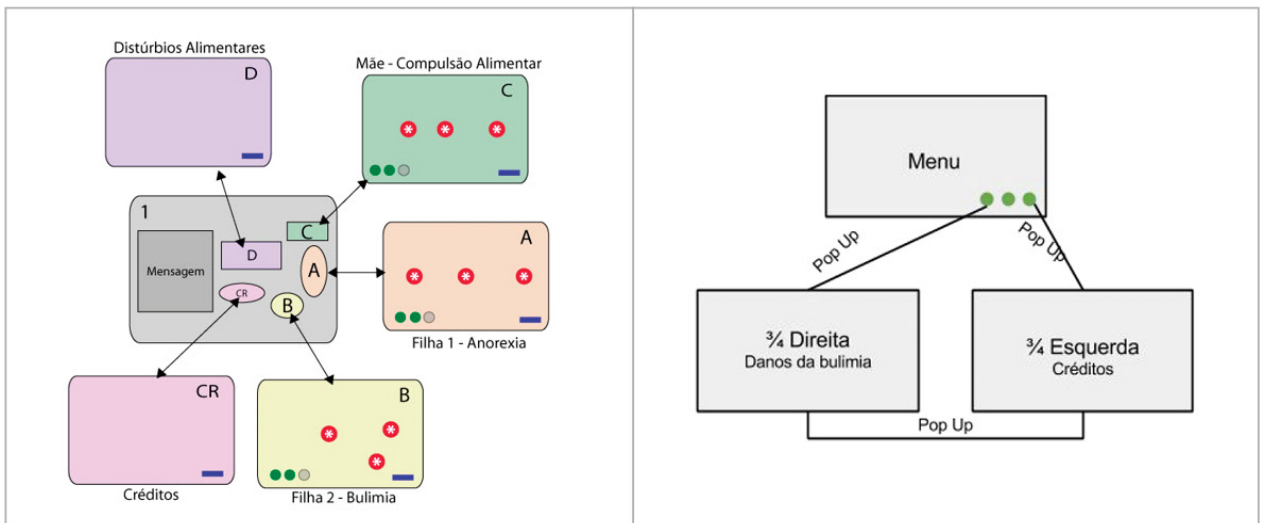 Distúrbios Alimentares
D
Mãe - Compulsão Alimentar
C
1
Mensagem
D
C
A
CR
B
A
Filha 1 - Anorexia
CR
Créditos
B
Filha 2 - Bulimia
Menu
Pop Up
Pop Up
¾ Direita
Danos da bulimia
¾ Esquerda
Créditos
Pop Up